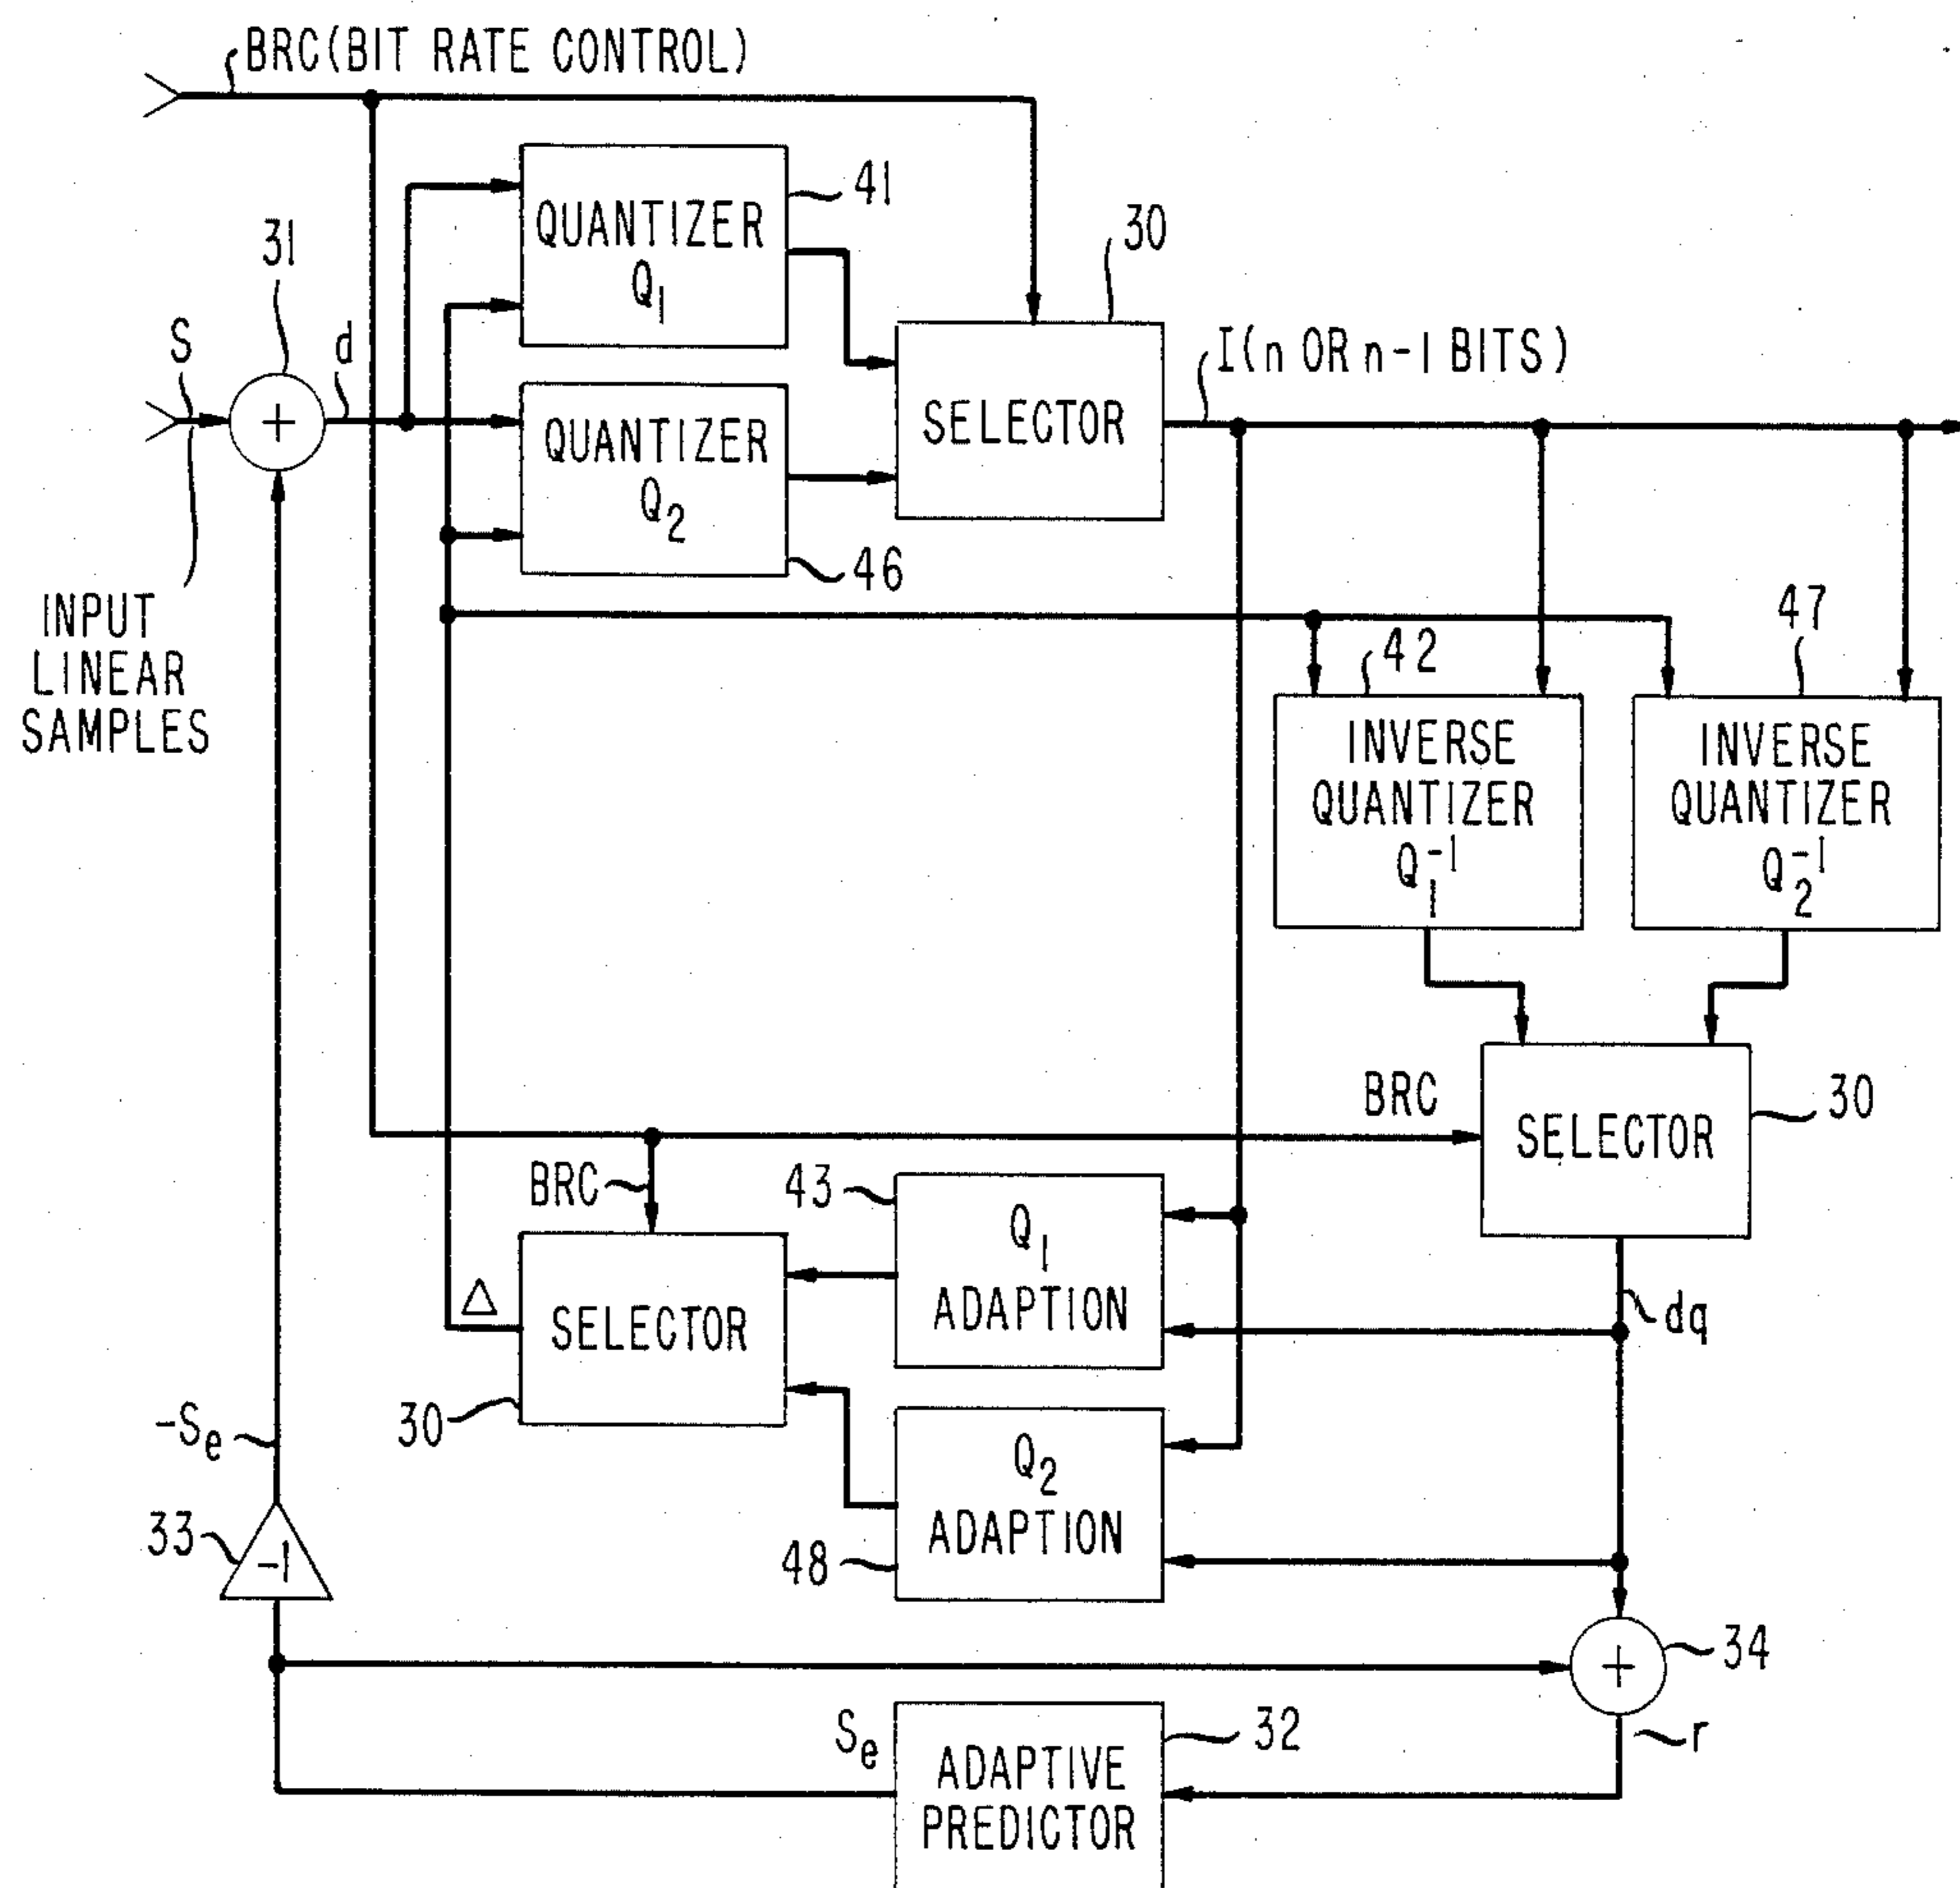 BRC(BIT RATE CONTROL)
41
QUANTIZER
Q1
31
30
S
d
I(n OR n-1 BITS)
SELECTOR
QUANTIZER
Q2
46
INPUT
LINEAR
SAMPLES
42
47
INVERSE
QUANTIZER
Q1^-1
INVERSE
QUANTIZER
Q2^-1
BRC
30
SELECTOR
BRC
43
Q1
ADAPTION
Δ
SELECTOR
dq
30
-Se
Q2
ADAPTION
33
-1
48
34
Se
32
r
ADAPTIVE
PREDICTOR
+
+